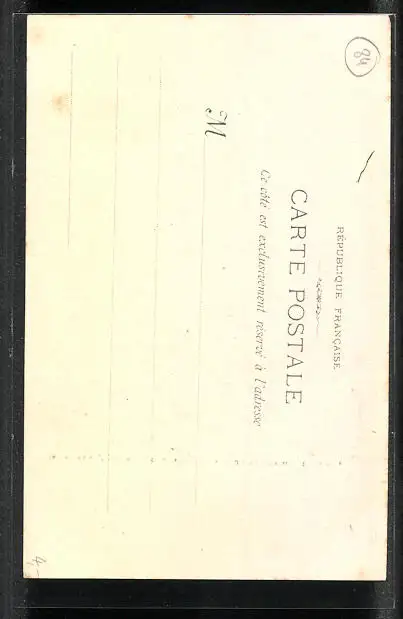 84
RÉPUBLIQUE FRANÇAISE
CARTE POSTALE
Ce côté est exclusivement réservé à l'adresse
M
4,-